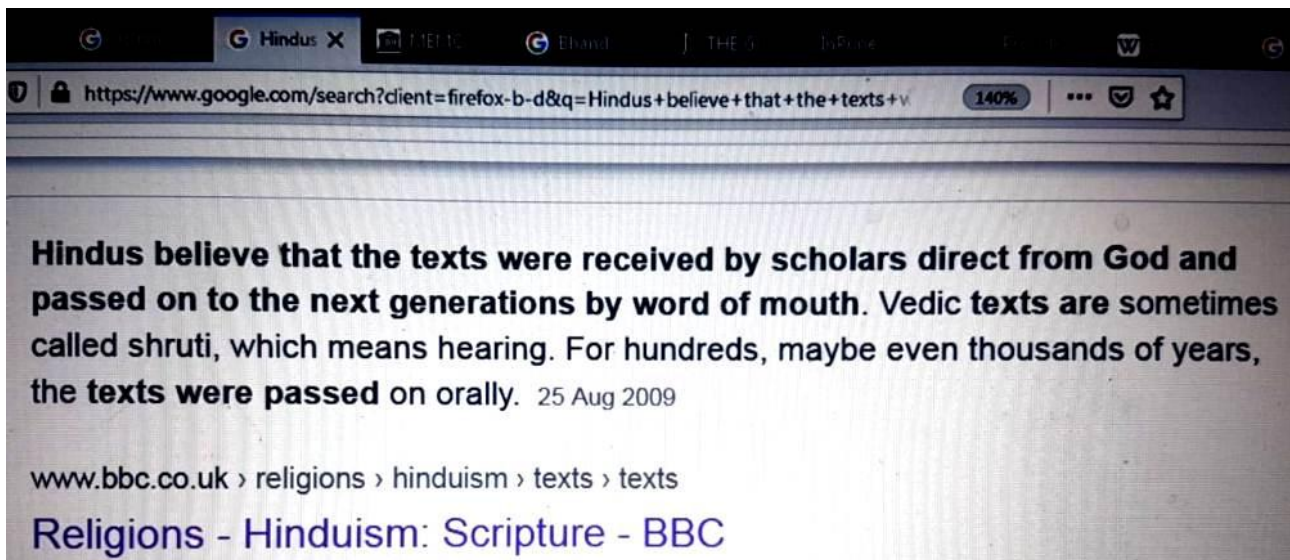 Hindus
THE
https://www.google.com/search?client=firefox-b-d&q=Hindus+believe+that+the+texts+
140%
Hindus believe that the texts were received by scholars direct from God and
passed on to the next generations by word of mouth. Vedic texts are sometimes
called shruti, which means hearing. For hundreds, maybe even thousands of years,
the texts were passed on orally. 25 Aug 2009
www.bbc.co.uk › religions › hinduism › texts › texts
Religions - Hinduism: Scripture - BBC